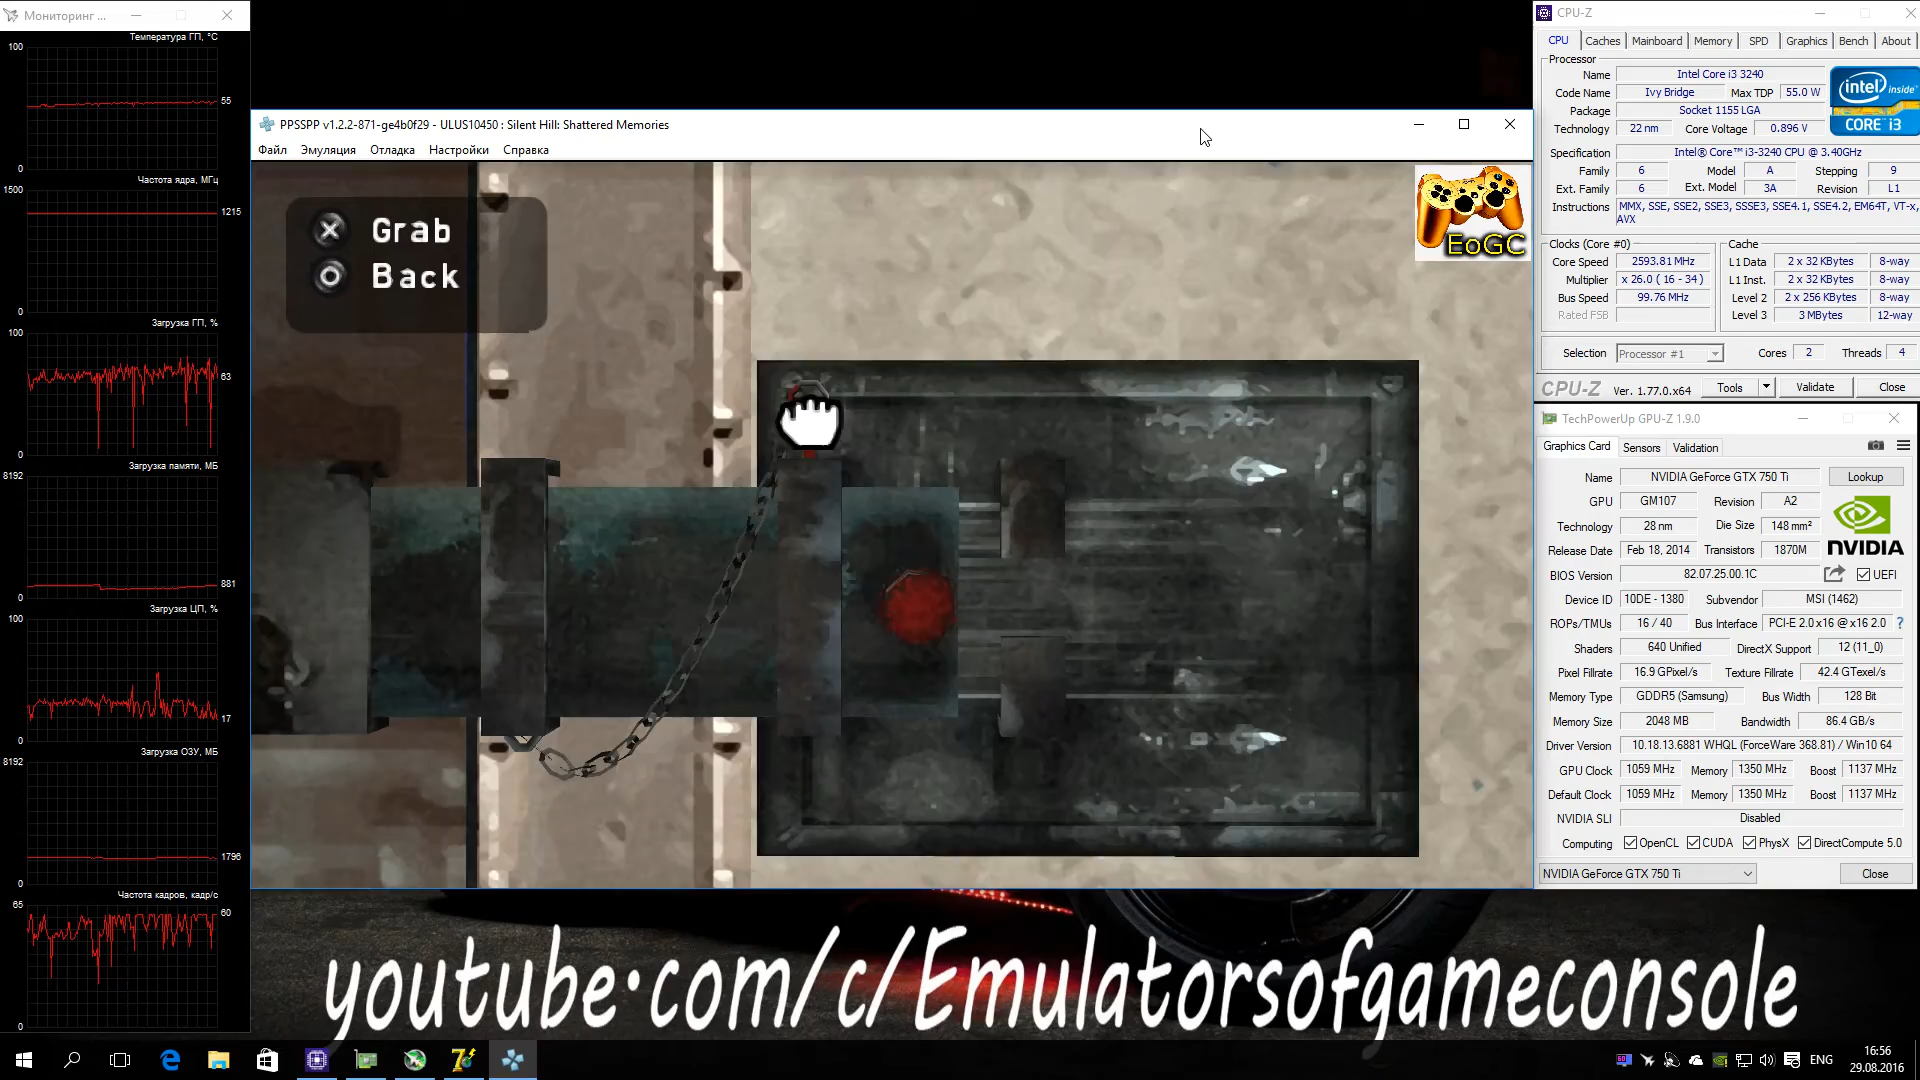 Мониторинг ...
Температура ГП, °C
100
55
0
Частота ядра, МГц
1500
1215
0
Загрузка ГП, %
100
63
0
Загрузка памяти, МБ
8192
881
0
Загрузка ЦП, %
100
17
0
Загрузка ОЗУ, МБ
8192
1796
0
Частота кадров, кадр/с
65
60
0
PPSSPP v1.2.2-871-ge4b0f29 - ULUS10450 : Silent Hill: Shattered Memories
Файл Эмуляция Отладка Настройки Справка
Grab
Back
EoGC
youtube.com/c/Emulatorsofgameconsole
CPU-Z
CPU Caches Mainboard Memory SPD Graphics Bench About
Processor
Name Intel Core i3 3240
Code Name Ivy Bridge Max TDP 55.0 W
Package Socket 1155 LGA
Technology 22 nm Core Voltage 0.896 V
intel inside™
CORE i3
Specification Intel® Core™ i3-3240 CPU @ 3.40GHz
Family 6 Model A Stepping 9
Ext. Family 6 Ext. Model 3A Revision L1
Instructions MMX, SSE, SSE2, SSE3, SSSE3, SSE4.1, SSE4.2, EM64T, VT-x,
AVX
Clocks (Core #0) Cache
Core Speed 2593.81 MHz L1 Data 2 x 32 KBytes 8-way
Multiplier x 26.0 ( 16 - 34 ) L1 Inst. 2 x 32 KBytes 8-way
Bus Speed 99.76 MHz Level 2 2 x 256 KBytes 8-way
Rated FSB Level 3 3 MBytes 12-way
Selection Processor #1 Cores 2 Threads 4
CPU-Z Ver. 1.77.0.x64 Tools Validate Close
TechPowerUp GPU-Z 1.9.0
Graphics Card Sensors Validation
Name NVIDIA GeForce GTX 750 Ti Lookup
GPU GM107 Revision A2
Technology 28 nm Die Size 148 mm²
Release Date Feb 18, 2014 Transistors 1870M
NVIDIA
BIOS Version 82.07.25.00.1C UEFI
Device ID 10DE - 1380 Subvendor MSI (1462)
ROPs/TMUs 16 / 40 Bus Interface PCI-E 2.0 x16 @ x16 2.0 ?
Shaders 640 Unified DirectX Support 12 (11_0)
Pixel Fillrate 16.9 GPixel/s Texture Fillrate 42.4 GTexel/s
Memory Type GDDR5 (Samsung) Bus Width 128 Bit
Memory Size 2048 MB Bandwidth 86.4 GB/s
Driver Version 10.18.13.6881 WHQL (ForceWare 368.81) / Win10 64
GPU Clock 1059 MHz Memory 1350 MHz Boost 1137 MHz
Default Clock 1059 MHz Memory 1350 MHz Boost 1137 MHz
NVIDIA SLI Disabled
Computing OpenCL CUDA PhysX DirectCompute 5.0
NVIDIA GeForce GTX 750 Ti Close
ENG
16:56
29.08.2016